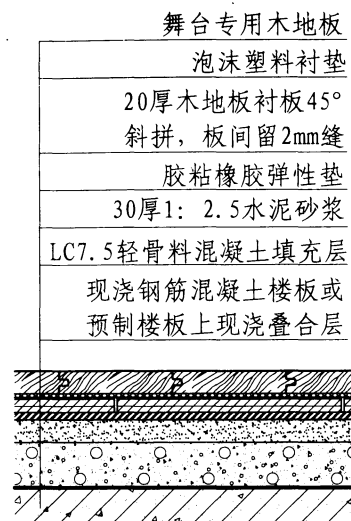 舞台专用木地板
泡沫塑料衬垫
20厚木地板衬板45°
斜拼，板间留2mm缝
胶粘橡胶弹性垫
30厚1：2.5水泥砂浆
LC7.5轻骨料混凝土填充层
现浇钢筋混凝土楼板或
预制楼板上现浇叠合层